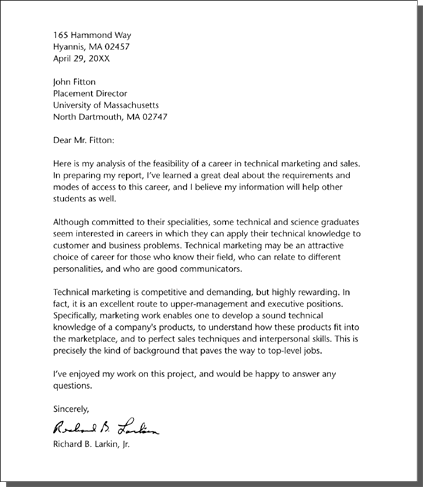 165 Hammond Way
Hyannis, MA 02457
April 29, 20XX
John Fitton
Placement Director
University of Massachusetts
North Dartmouth, MA 02747
Dear Mr. Fitton:
Here is my analysis of the feasibility of a career in technical marketing and sales.
In preparing my report, I've learned a great deal about the requirements and
modes of access to this career, and I believe my information will help other
students as well.
Although committed to their specialities, some technical and science graduates
seem interested in careers in which they can apply their technical knowledge to
customer and business problems. Technical marketing may be an attractive
choice of career for those who know their field, who can relate to different
personalities, and who are good communicators.
Technical marketing is competitive and demanding, but highly rewarding. In
fact, it is an excellent route to upper-management and executive positions.
Specifically, marketing work enables one to develop a sound technical
knowledge of a company's products, to understand how these products fit into
the marketplace, and to perfect sales techniques and interpersonal skills. This is
precisely the kind of background that paves the way to top-level jobs.
I've enjoyed my work on this project, and would be happy to answer any
questions.
Sincerely,
Richard B. Larkin
Richard B. Larkin, Jr.